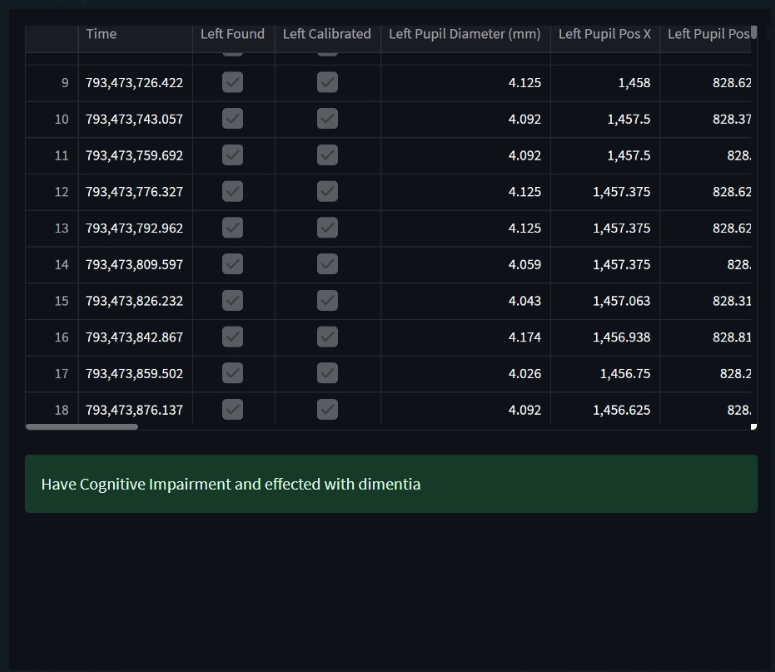 Time Left Found Left Calibrated Left Pupil Diameter (mm) Left Pupil Pos X Left Pupil Pos
9 793,473,726.422 4.125 1,458 828.62
10 793,473,743.057 4.092 1,457.5 828.37
11 793,473,759.692 4.092 1,457.5 828.
12 793,473,776.327 4.125 1,457.375 828.62
13 793,473,792.962 4.125 1,457.375 828.62
14 793,473,809.597 4.059 1,457.375 828.
15 793,473,826.232 4.043 1,457.063 828.31
16 793,473,842.867 4.174 1,456.938 828.81
17 793,473,859.502 4.026 1,456.75 828.2
18 793,473,876.137 4.092 1,456.625 828.
Have Cognitive Impairment and effected with dimentia